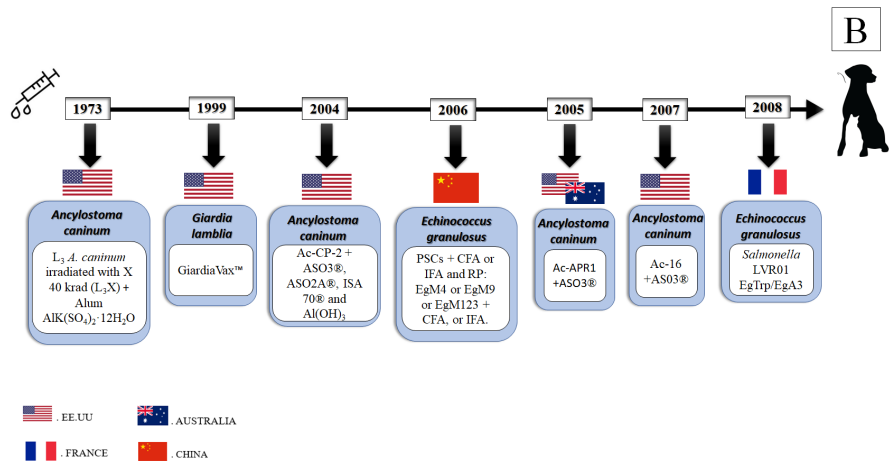 B
1973
1999
2004
2006
2005
2007
2008
Ancylostoma
caninum
L₃ A. caninum
irradiated with X
40 krad (L₃X) +
Alum
AlK(SO₄)₂·12H₂O
Giardia
lamblia
GiardiaVax™
Ancylostoma
caninum
Ac-CP-2 +
ASO3®,
ASO2A®, ISA
70® and
Al(OH)₃
Echinococcus
granulosus
PSCs + CFA or
IFA and RP:
EgM4 or EgM9
or EgM123 +
CFA, or IFA.
Ancylostoma
caninum
Ac-APR1
+ASO3®
Ancylostoma
caninum
Ac-16
+AS03®
Echinococcus
granulosus
Salmonella
LVR01
EgTrp/EgA3
. EE.UU
. AUSTRALIA
. FRANCE
. CHINA